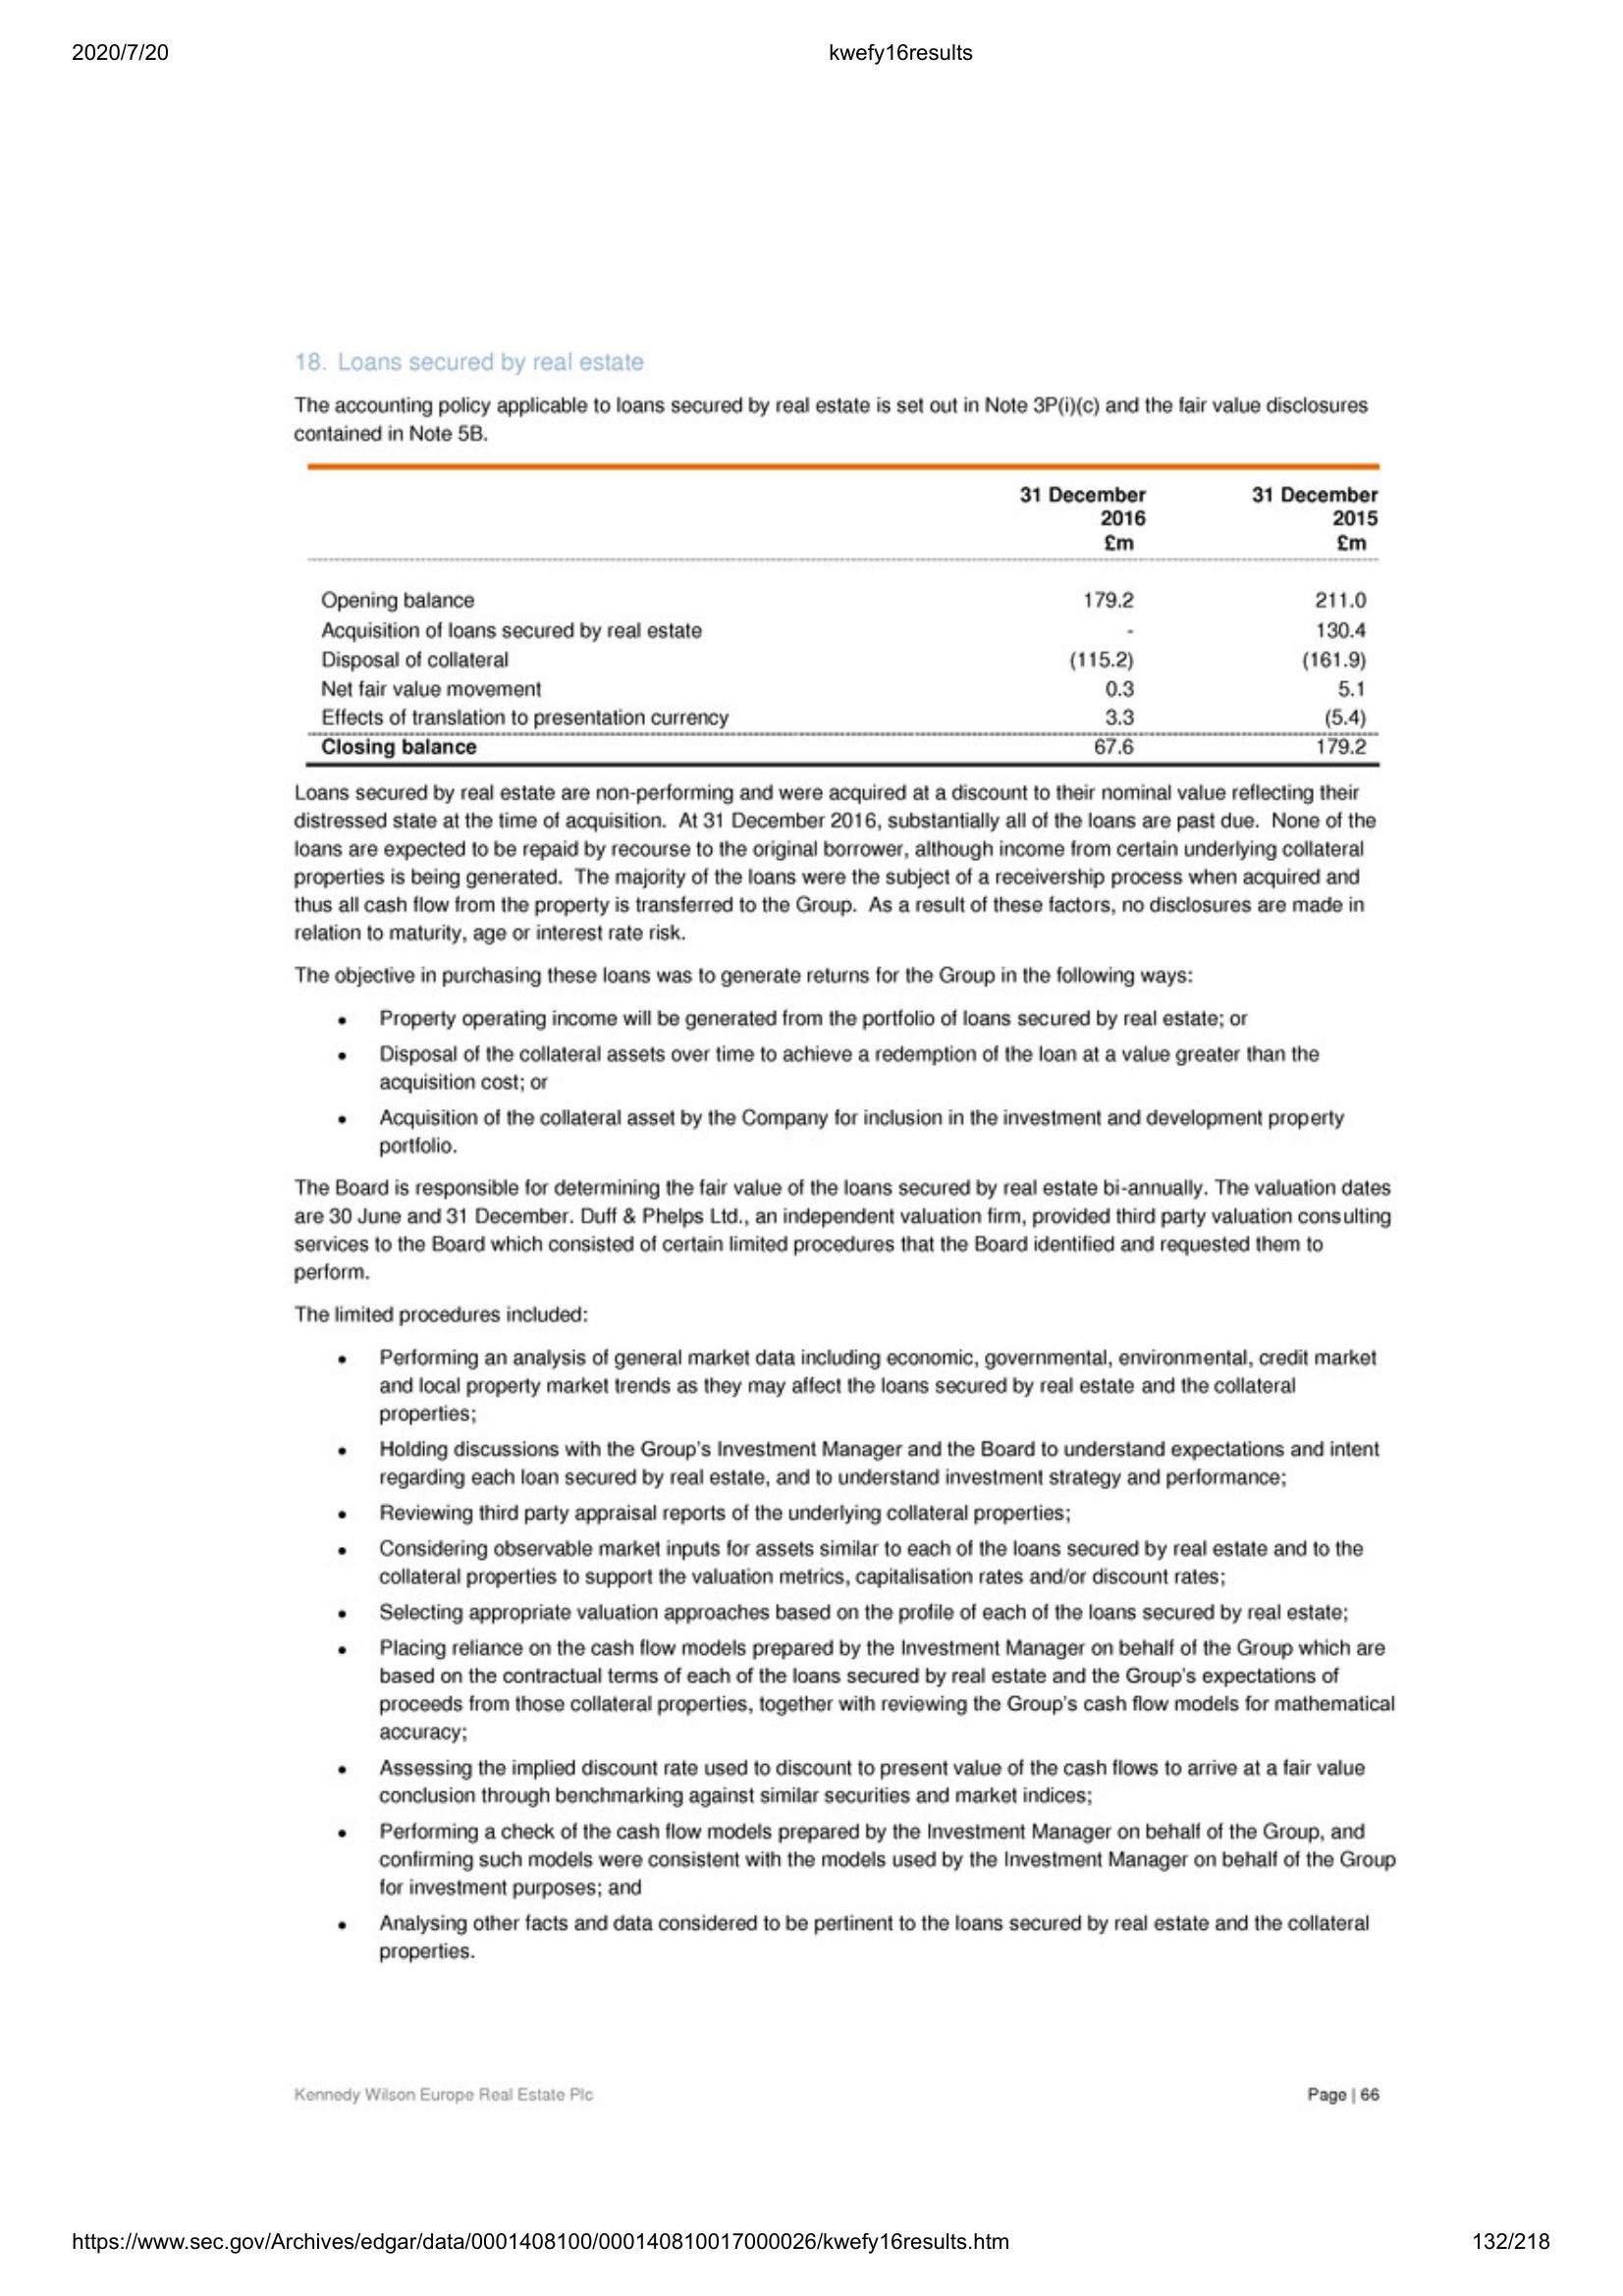 2020/7/20 kwefy16results
18. Loans secured by real estate
The accounting policy applicable to loans secured by real estate is set out in Note 3P(i)(c) and the fair value disclosures
contained in Note 5B.
31 December 31 December
2016 2015
£m £m
Opening balance 179.2 211.0
Acquisition of loans secured by real estate - 130.4
Disposal of collateral (115.2) (161.9)
Net fair value movement 0.3 5.1
Effects of translation to presentation currency 3.3 (5.4)
Closing balance 67.6 179.2
Loans secured by real estate are non-performing and were acquired at a discount to their nominal value reflecting their
distressed state at the time of acquisition. At 31 December 2016, substantially all of the loans are past due. None of the
loans are expected to be repaid by recourse to the original borrower, although income from certain underlying collateral
properties is being generated. The majority of the loans were the subject of a receivership process when acquired and
thus all cash flow from the property is transferred to the Group. As a result of these factors, no disclosures are made in
relation to maturity, age or interest rate risk.
The objective in purchasing these loans was to generate returns for the Group in the following ways:
• Property operating income will be generated from the portfolio of loans secured by real estate; or
• Disposal of the collateral assets over time to achieve a redemption of the loan at a value greater than the
acquisition cost; or
• Acquisition of the collateral asset by the Company for inclusion in the investment and development property
portfolio.
The Board is responsible for determining the fair value of the loans secured by real estate bi-annually. The valuation dates
are 30 June and 31 December. Duff & Phelps Ltd., an independent valuation firm, provided third party valuation consulting
services to the Board which consisted of certain limited procedures that the Board identified and requested them to
perform.
The limited procedures included:
• Performing an analysis of general market data including economic, governmental, environmental, credit market
and local property market trends as they may affect the loans secured by real estate and the collateral
properties;
• Holding discussions with the Group's Investment Manager and the Board to understand expectations and intent
regarding each loan secured by real estate, and to understand investment strategy and performance;
• Reviewing third party appraisal reports of the underlying collateral properties;
• Considering observable market inputs for assets similar to each of the loans secured by real estate and to the
collateral properties to support the valuation metrics, capitalisation rates and/or discount rates;
• Selecting appropriate valuation approaches based on the profile of each of the loans secured by real estate;
• Placing reliance on the cash flow models prepared by the Investment Manager on behalf of the Group which are
based on the contractual terms of each of the loans secured by real estate and the Group's expectations of
proceeds from those collateral properties, together with reviewing the Group's cash flow models for mathematical
accuracy;
• Assessing the implied discount rate used to discount to present value of the cash flows to arrive at a fair value
conclusion through benchmarking against similar securities and market indices;
• Performing a check of the cash flow models prepared by the Investment Manager on behalf of the Group, and
confirming such models were consistent with the models used by the Investment Manager on behalf of the Group
for investment purposes; and
• Analysing other facts and data considered to be pertinent to the loans secured by real estate and the collateral
properties.
Kennedy Wilson Europe Real Estate Plc Page | 66
https://www.sec.gov/Archives/edgar/data/0001408100/000140810017000026/kwefy16results.htm 132/218